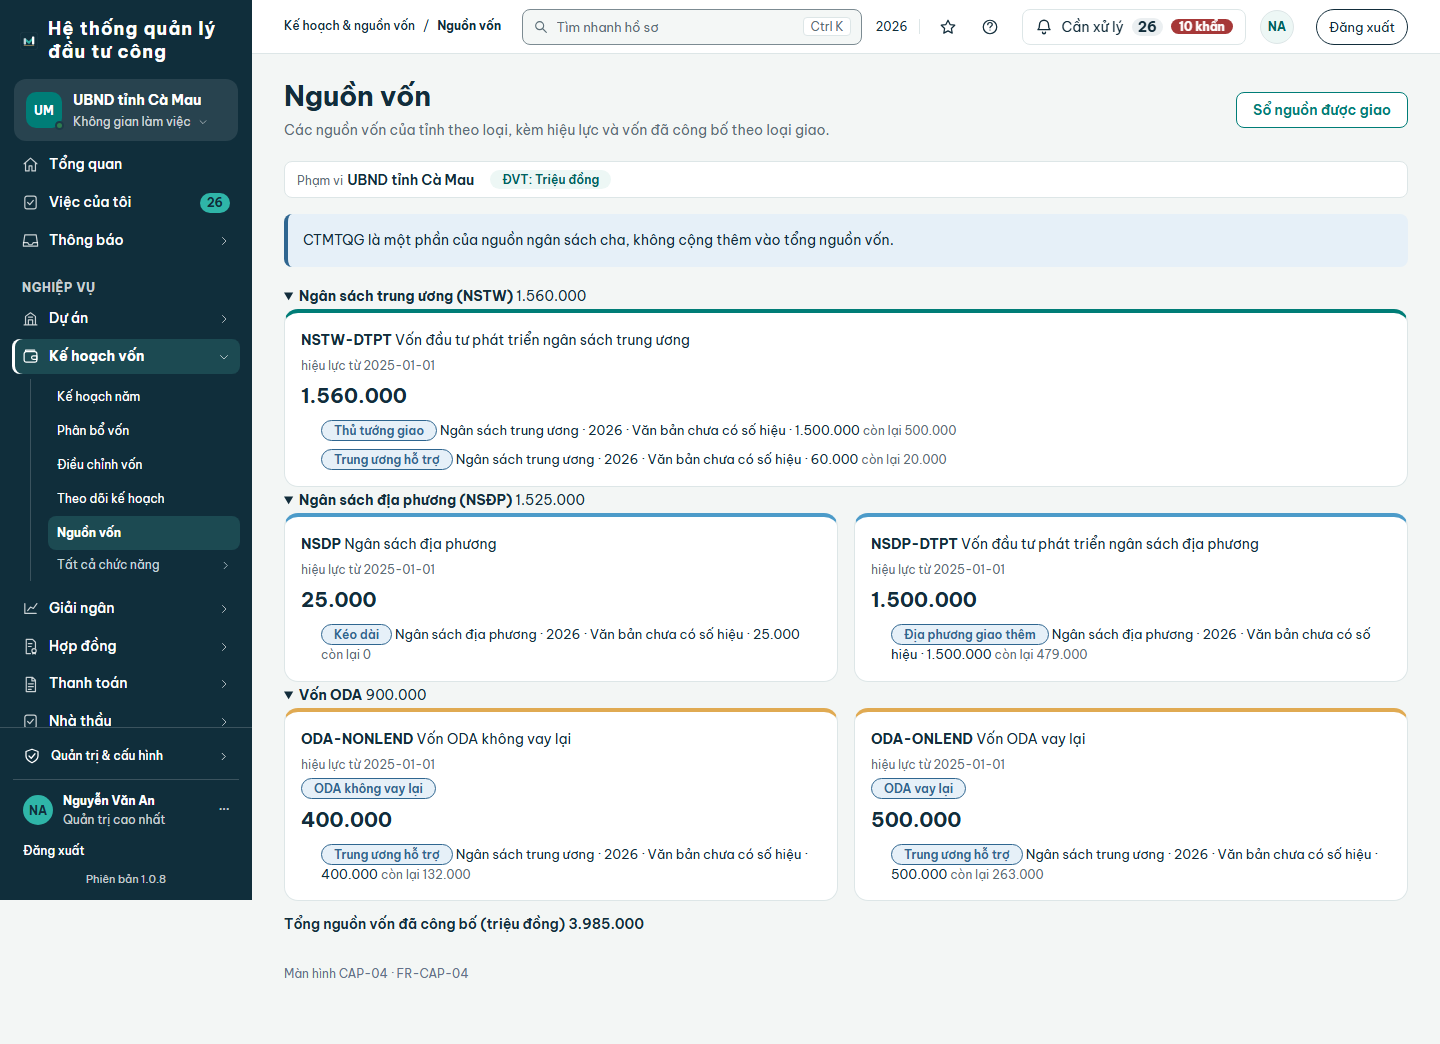 Hệ thống quản lý
đầu tư công
UM
UBND tỉnh Cà Mau
Không gian làm việc
Tổng quan
Việc của tôi 26
Thông báo
NGHIỆP VỤ
Dự án
Kế hoạch vốn
Kế hoạch năm
Phân bổ vốn
Điều chỉnh vốn
Theo dõi kế hoạch
Nguồn vốn
Tất cả chức năng
Giải ngân
Hợp đồng
Thanh toán
Nhà thầu
Quản trị & cấu hình
NA
Nguyễn Văn An
Quản trị cao nhất
Đăng xuất
Phiên bản 1.0.8
Kế hoạch & nguồn vốn / Nguồn vốn
Tìm nhanh hồ sơ Ctrl K
2026
Cần xử lý 26 10 khẩn
NA
Đăng xuất
Nguồn vốn
Các nguồn vốn của tỉnh theo loại, kèm hiệu lực và vốn đã công bố theo loại giao.
Sổ nguồn được giao
Phạm vi UBND tỉnh Cà Mau ĐVT: Triệu đồng
CTMTQG là một phần của nguồn ngân sách cha, không cộng thêm vào tổng nguồn vốn.
Ngân sách trung ương (NSTW) 1.560.000
NSTW-DTPT Vốn đầu tư phát triển ngân sách trung ương
hiệu lực từ 2025-01-01
1.560.000
Thủ tướng giao Ngân sách trung ương · 2026 · Văn bản chưa có số hiệu · 1.500.000 còn lại 500.000
Trung ương hỗ trợ Ngân sách trung ương · 2026 · Văn bản chưa có số hiệu · 60.000 còn lại 20.000
Ngân sách địa phương (NSĐP) 1.525.000
NSDP Ngân sách địa phương
hiệu lực từ 2025-01-01
25.000
Kéo dài Ngân sách địa phương · 2026 · Văn bản chưa có số hiệu · 25.000
còn lại 0
NSDP-DTPT Vốn đầu tư phát triển ngân sách địa phương
hiệu lực từ 2025-01-01
1.500.000
Địa phương giao thêm Ngân sách địa phương · 2026 · Văn bản chưa có số
hiệu · 1.500.000 còn lại 479.000
Vốn ODA 900.000
ODA-NONLEND Vốn ODA không vay lại
hiệu lực từ 2025-01-01
ODA không vay lại
400.000
Trung ương hỗ trợ Ngân sách trung ương · 2026 · Văn bản chưa có số hiệu ·
400.000 còn lại 132.000
ODA-ONLEND Vốn ODA vay lại
hiệu lực từ 2025-01-01
ODA vay lại
500.000
Trung ương hỗ trợ Ngân sách trung ương · 2026 · Văn bản chưa có số hiệu ·
500.000 còn lại 263.000
Tổng nguồn vốn đã công bố (triệu đồng) 3.985.000
Màn hình CAP-04 · FR-CAP-04